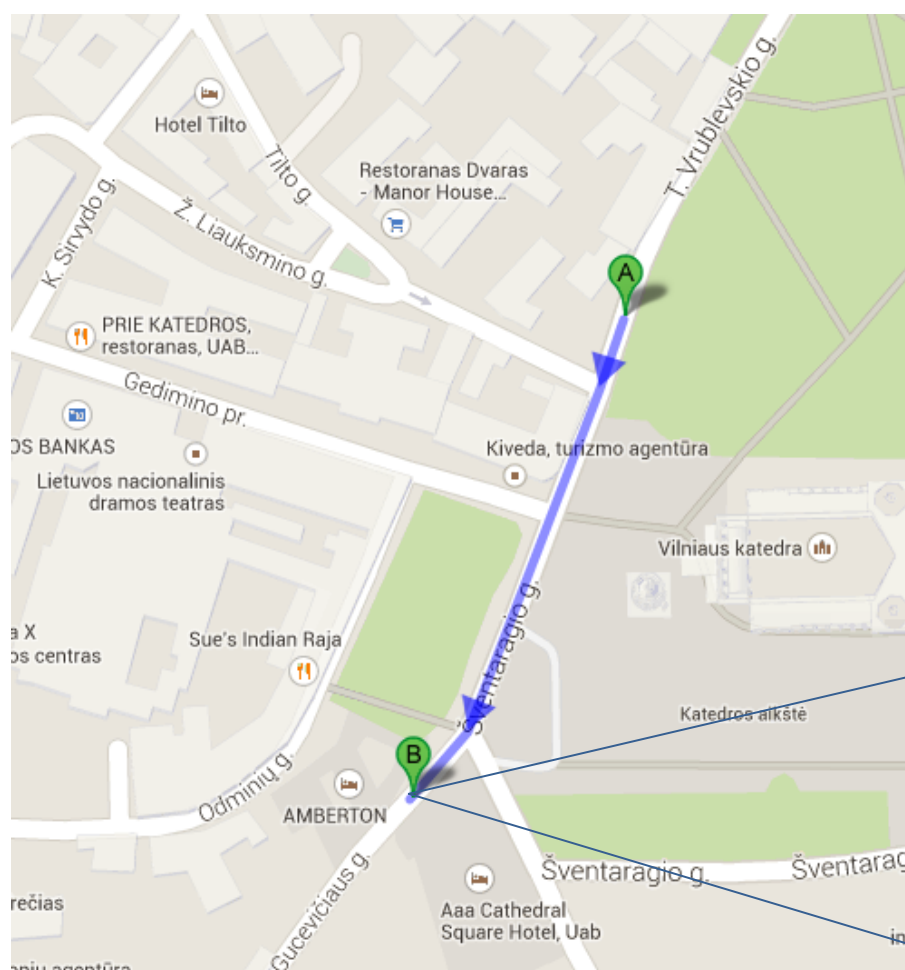 T. Vrublevskio g.
Hotel Tilto
Tilto g.
Restoranas Dvaras
- Manor House...
K. Sirvydo g.
Ž. Liauksmino g.
A
PRIE KATEDROS,
restoranas, UAB...
Gedimino pr.
OS BANKAS
Kiveda, turizmo agentūra
Lietuvos nacionalinis
dramos teatras
Vilniaus katedra
Šventaragio g.
a X
os centras
Sue's Indian Raja
Katedros aikštė
B
Odminių g.
AMBERTON
Šventaragio g.
Šventarag
Gucevičiaus g.
Aaa Cathedral
Square Hotel, Uab
rečias
in